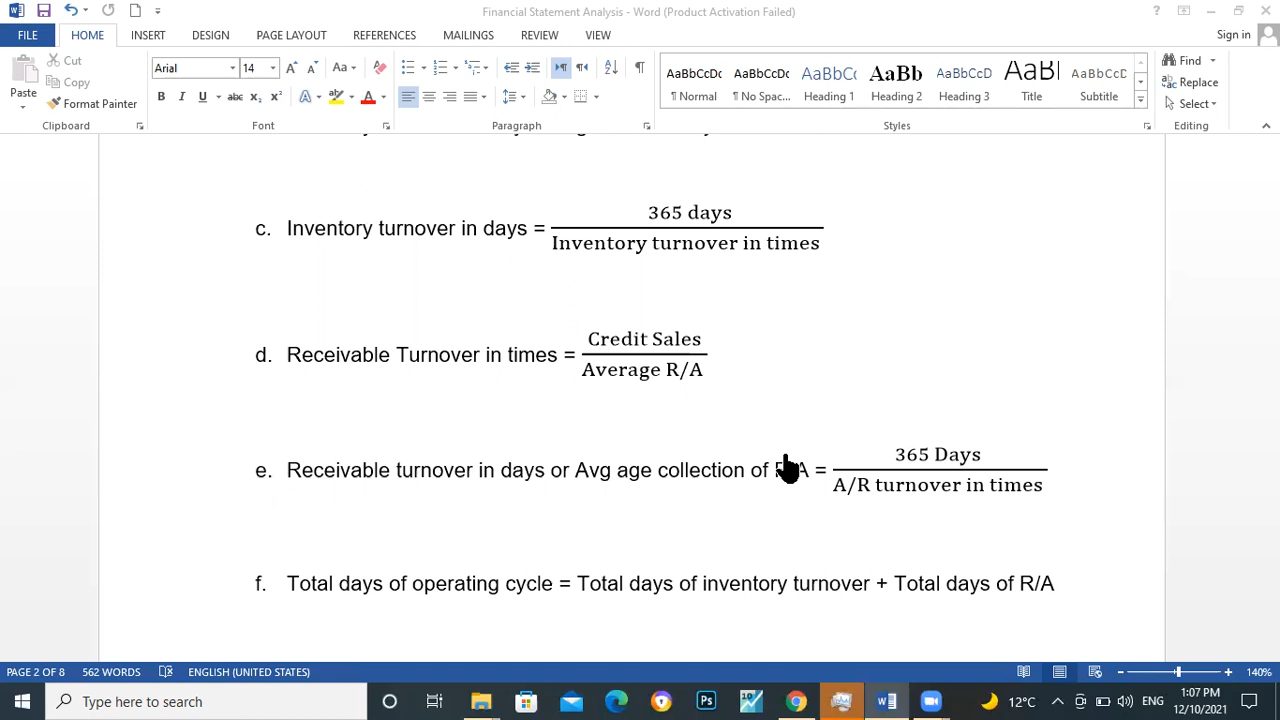 Financial Statement Analysis - Word (Product Activation Failed)
FILE HOME INSERT DESIGN PAGE LAYOUT REFERENCES MAILINGS REVIEW VIEW Sign in
Paste
Cut
Copy
Format Painter
Clipboard
Arial 14
Font
Paragraph
AaBbCcDc AaBbCcDc AaBbCc AaBb AaBbCcDc AaBb AaBbCcDc
¶ Normal ¶ No Spac... Heading 1 Heading 2 Heading 3 Title Subtitle
Styles
Find
Replace
Select
Editing
c. Inventory turnover in days = 365 days
Inventory turnover in times
d. Receivable Turnover in times = Credit Sales
Average R/A
e. Receivable turnover in days or Avg age collection of = 365 Days
A/R turnover in times
f. Total days of operating cycle = Total days of inventory turnover + Total days of R/A
PAGE 2 OF 8 562 WORDS ENGLISH (UNITED STATES) 140%
Type here to search
12°C ENG 1:07 PM
12/10/2021